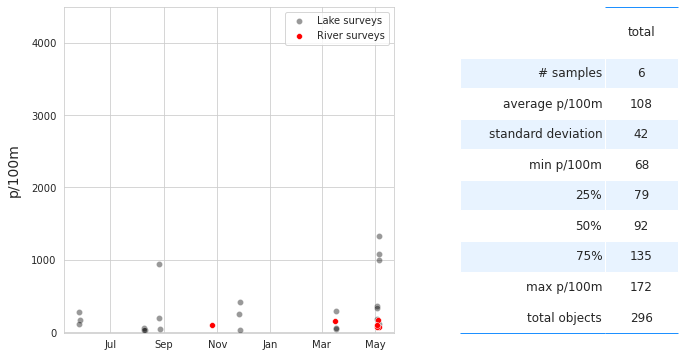 4000
3000
2000
1000
0
p/100m
Jul Sep Nov Jan Mar May
Lake surveys
River surveys
total
# samples 6
average p/100m 108
standard deviation 42
min p/100m 68
25% 79
50% 92
75% 135
max p/100m 172
total objects 296